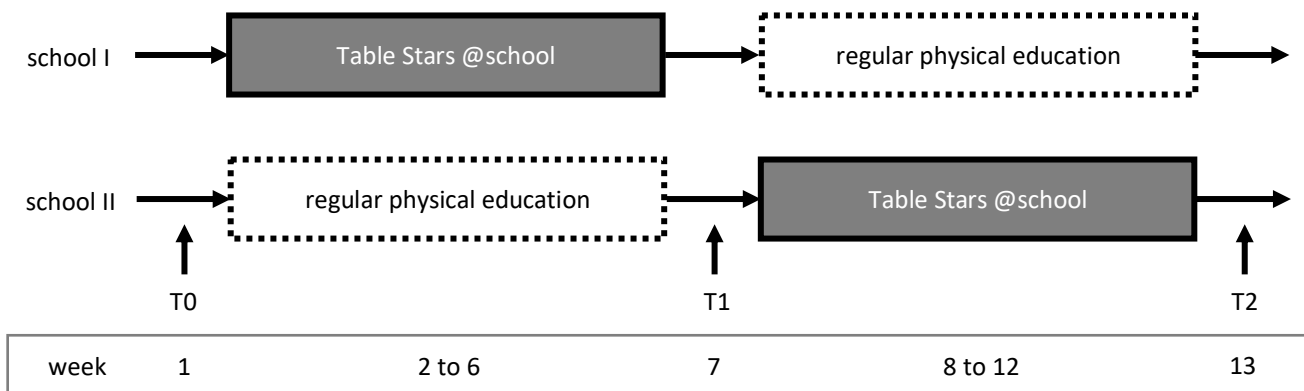 school I Table Stars @school regular physical education
school II regular physical education Table Stars @school
T0 T1 T2
week 1 2 to 6 7 8 to 12 13